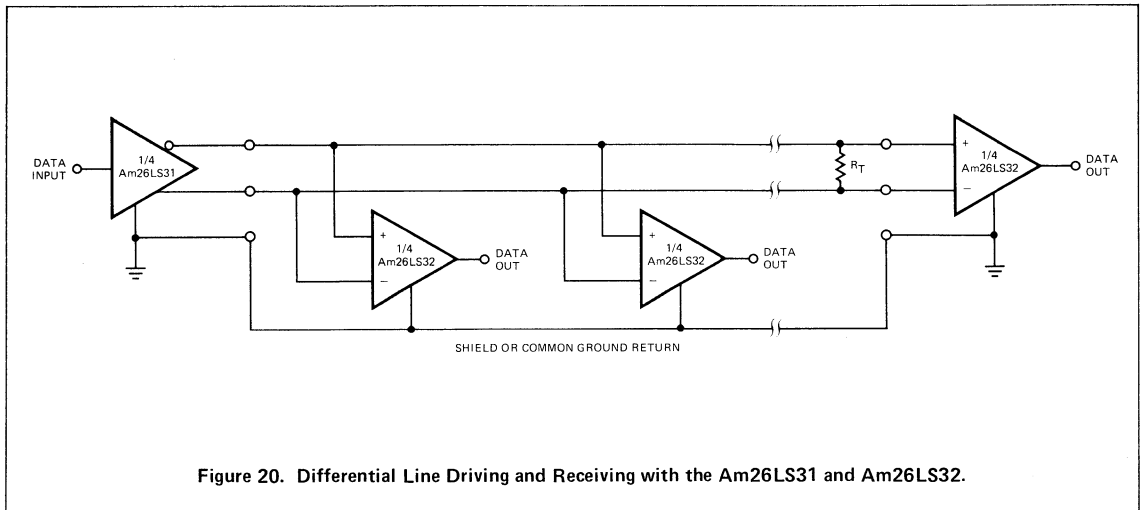 DATA
INPUT
1/4
Am26LS31
+
1/4
Am26LS32
−
DATA
OUT
+
1/4
Am26LS32
−
DATA
OUT
RT
+
1/4
Am26LS32
−
DATA
OUT
SHIELD OR COMMON GROUND RETURN
Figure 20. Differential Line Driving and Receiving with the Am26LS31 and Am26LS32.